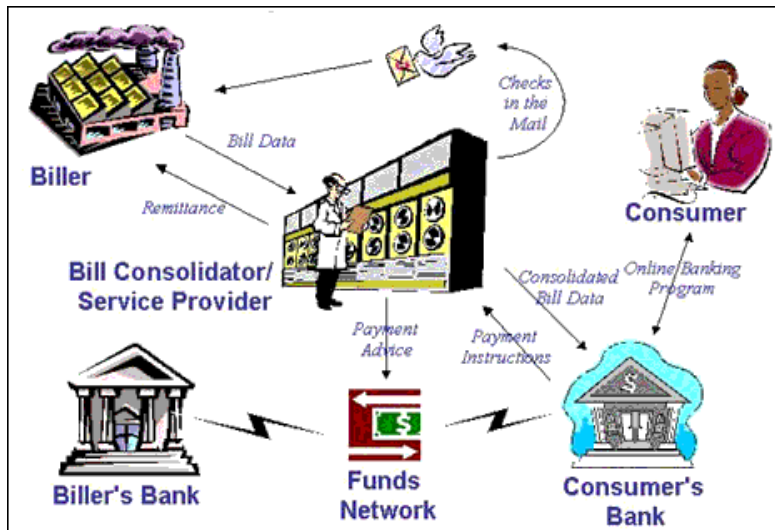 Checks
in the
Mail
Bill Data
Biller
Remittance
Consumer
Bill Consolidator/
Service Provider
Consolidated
Bill Data
Online Banking
Program
Payment
Advice
Payment
Instructions
$
$
Biller's Bank
Funds
Network
Consumer's
Bank